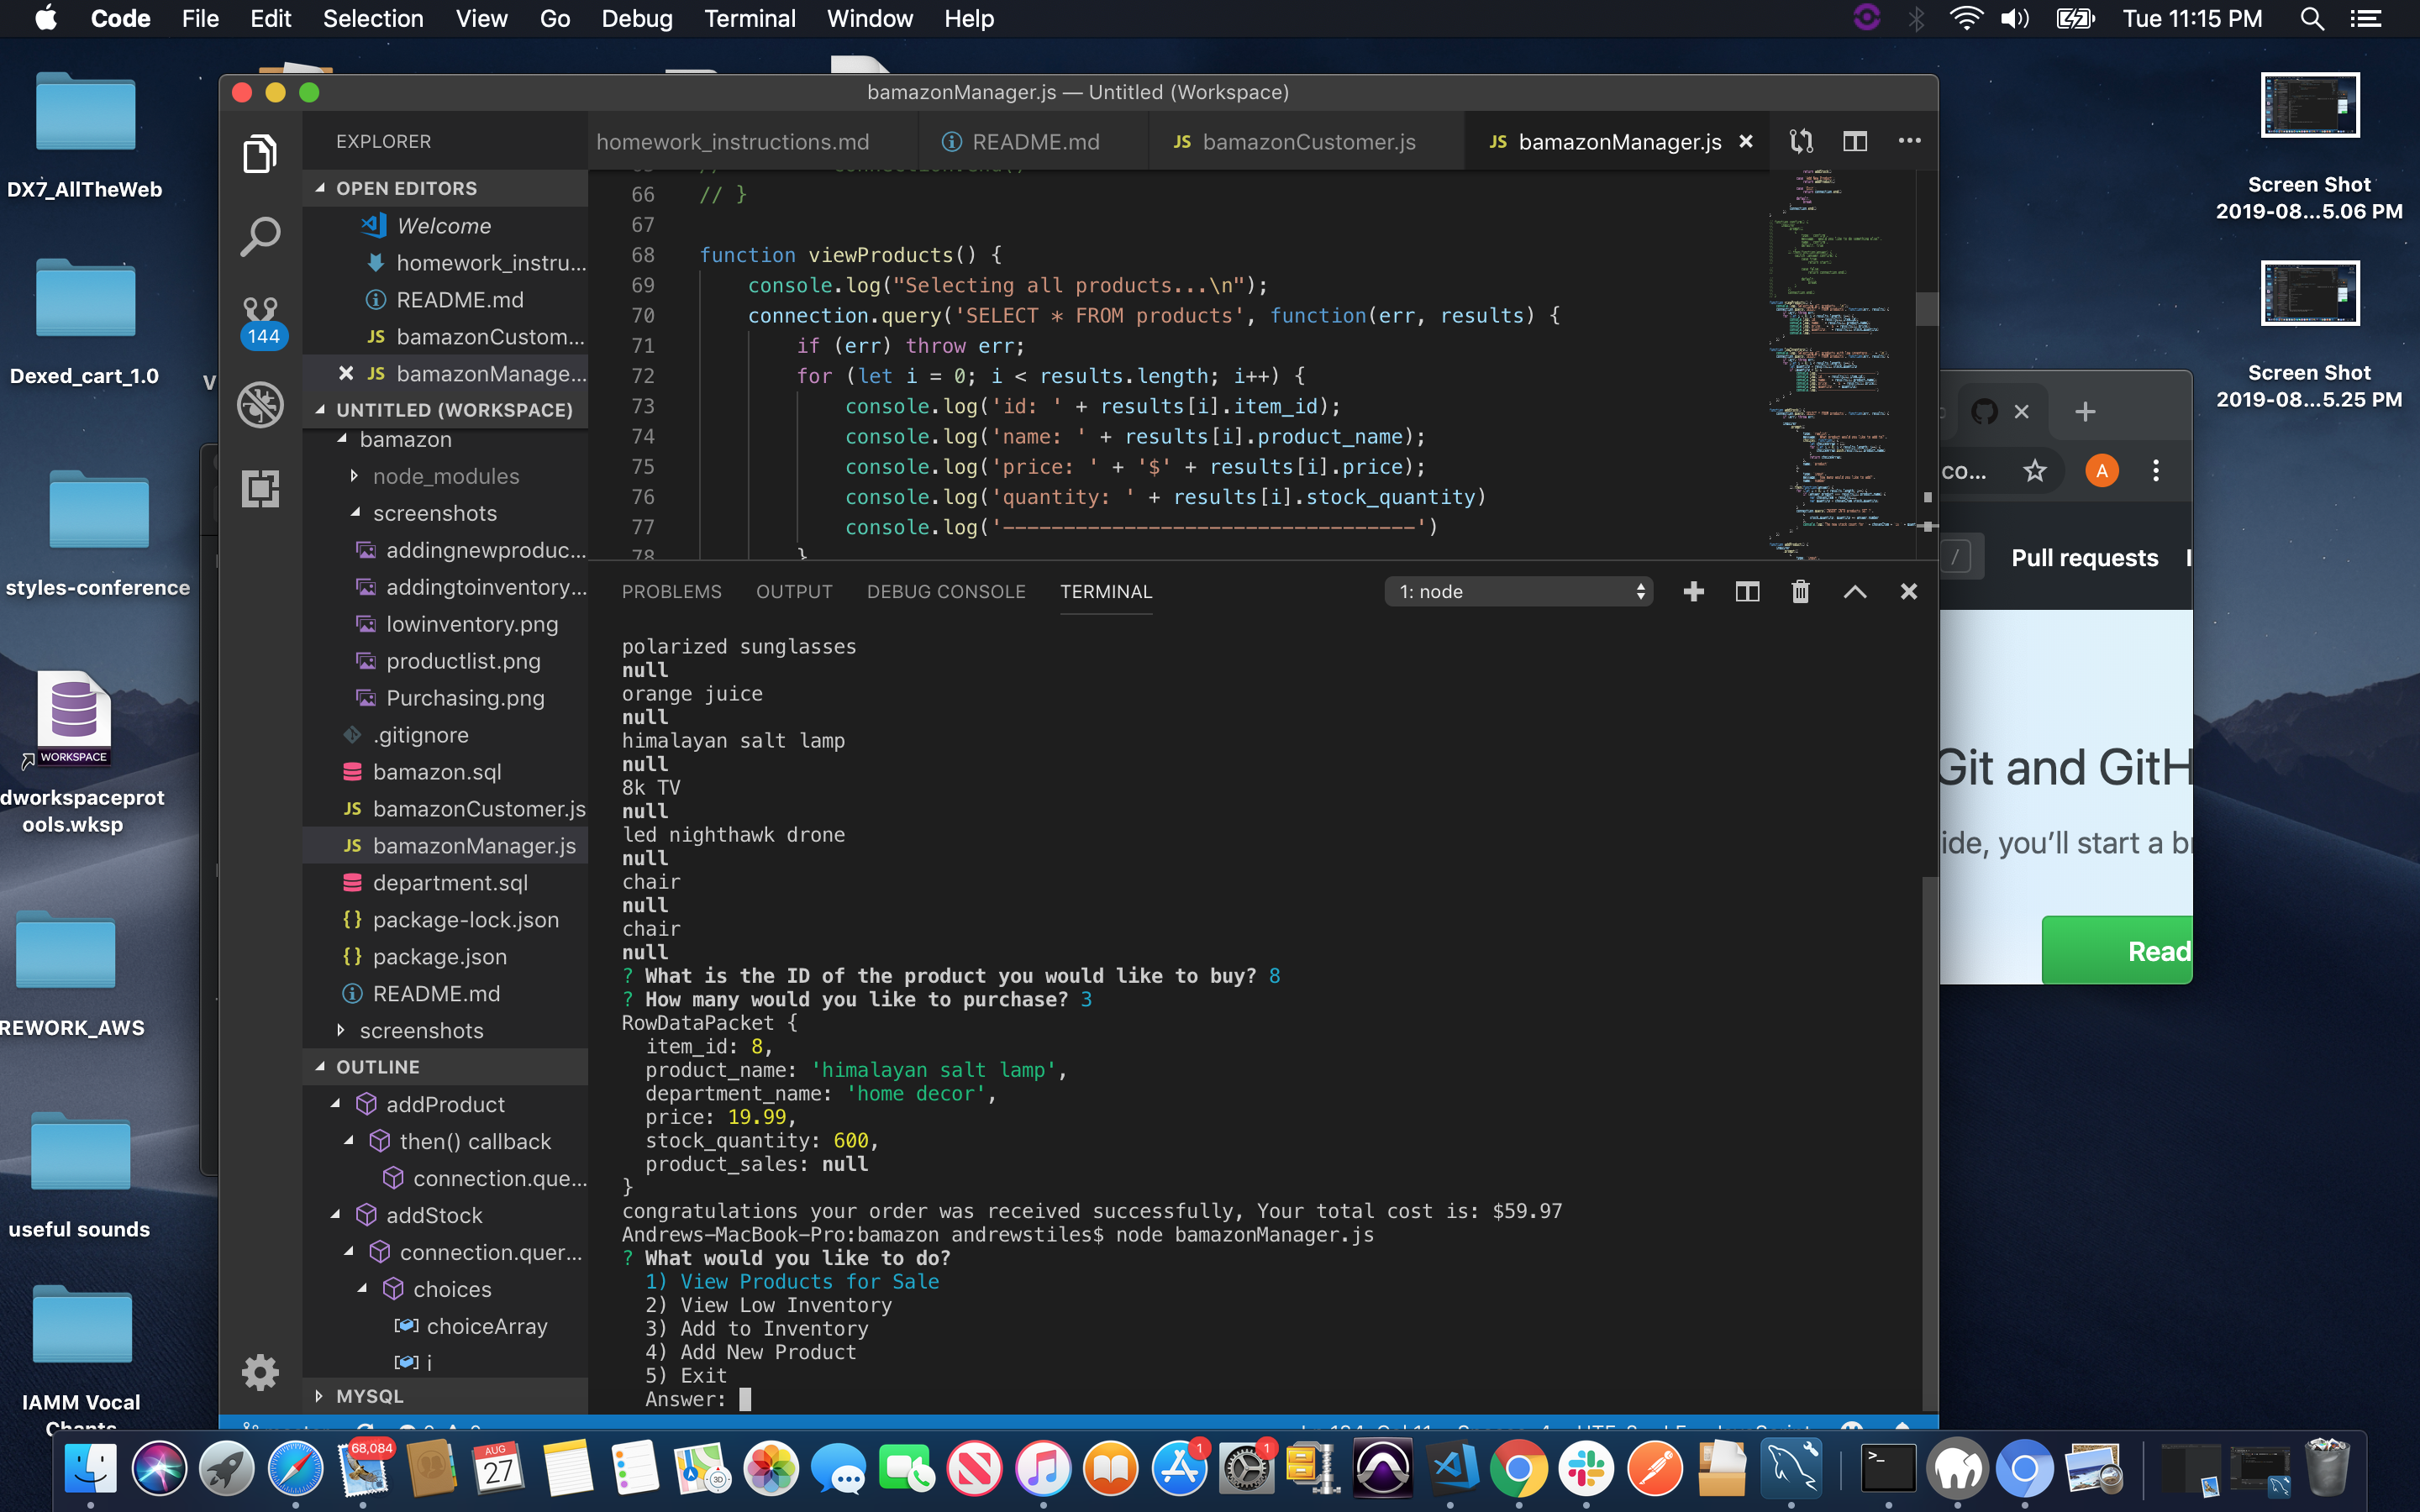 Code File Edit Selection View Go Debug Terminal Window Help
Tue 11:15 PM
DX7_AllTheWeb
Dexed_cart_1.0
styles-conference
WORKSPACE
dworkspaceprot
ools.wksp
REWORK_AWS
useful sounds
IAMM Vocal
Chants
Screen Shot
2019-08...5.06 PM
Screen Shot
2019-08...5.25 PM
bamazonManager.js — Untitled (Workspace)
EXPLORER
OPEN EDITORS
Welcome
homework_instru...
README.md
JS bamazonCustom...
JS bamazonManage...
144
UNTITLED (WORKSPACE)
bamazon
node_modules
screenshots
addingnewproduc...
addingtoinventory...
lowinventory.png
productlist.png
Purchasing.png
.gitignore
bamazon.sql
JS bamazonCustomer.js
JS bamazonManager.js
department.sql
{} package-lock.json
{} package.json
README.md
screenshots
OUTLINE
addProduct
then() callback
connection.que...
addStock
connection.quer...
choices
choiceArray
i
MYSQL
homework_instructions.md README.md JS bamazonCustomer.js JS bamazonManager.js
66 // }
67
68 function viewProducts() {
69 console.log("Selecting all products...\n");
70 connection.query('SELECT * FROM products', function(err, results) {
71 if (err) throw err;
72 for (let i = 0; i < results.length; i++) {
73 console.log('id: ' + results[i].item_id);
74 console.log('name: ' + results[i].product_name);
75 console.log('price: ' + '$' + results[i].price);
76 console.log('quantity: ' + results[i].stock_quantity)
77 console.log('----------------------------------')
78 }
PROBLEMS OUTPUT DEBUG CONSOLE TERMINAL 1: node
polarized sunglasses
null
orange juice
null
himalayan salt lamp
null
8k TV
null
led nighthawk drone
null
chair
null
chair
null
? What is the ID of the product you would like to buy? 8
? How many would you like to purchase? 3
RowDataPacket {
item_id: 8,
product_name: 'himalayan salt lamp',
department_name: 'home decor',
price: 19.99,
stock_quantity: 600,
product_sales: null
}
congratulations your order was received successfully, Your total cost is: $59.97
Andrews-MacBook-Pro:bamazon andrewstiles$ node bamazonManager.js
? What would you like to do?
1) View Products for Sale
2) View Low Inventory
3) Add to Inventory
4) Add New Product
5) Exit
Answer:
co...
A
/
Pull requests
Git and GitH
ide, you’ll start a br
Read
68,084
AUG
27
3D
1
1